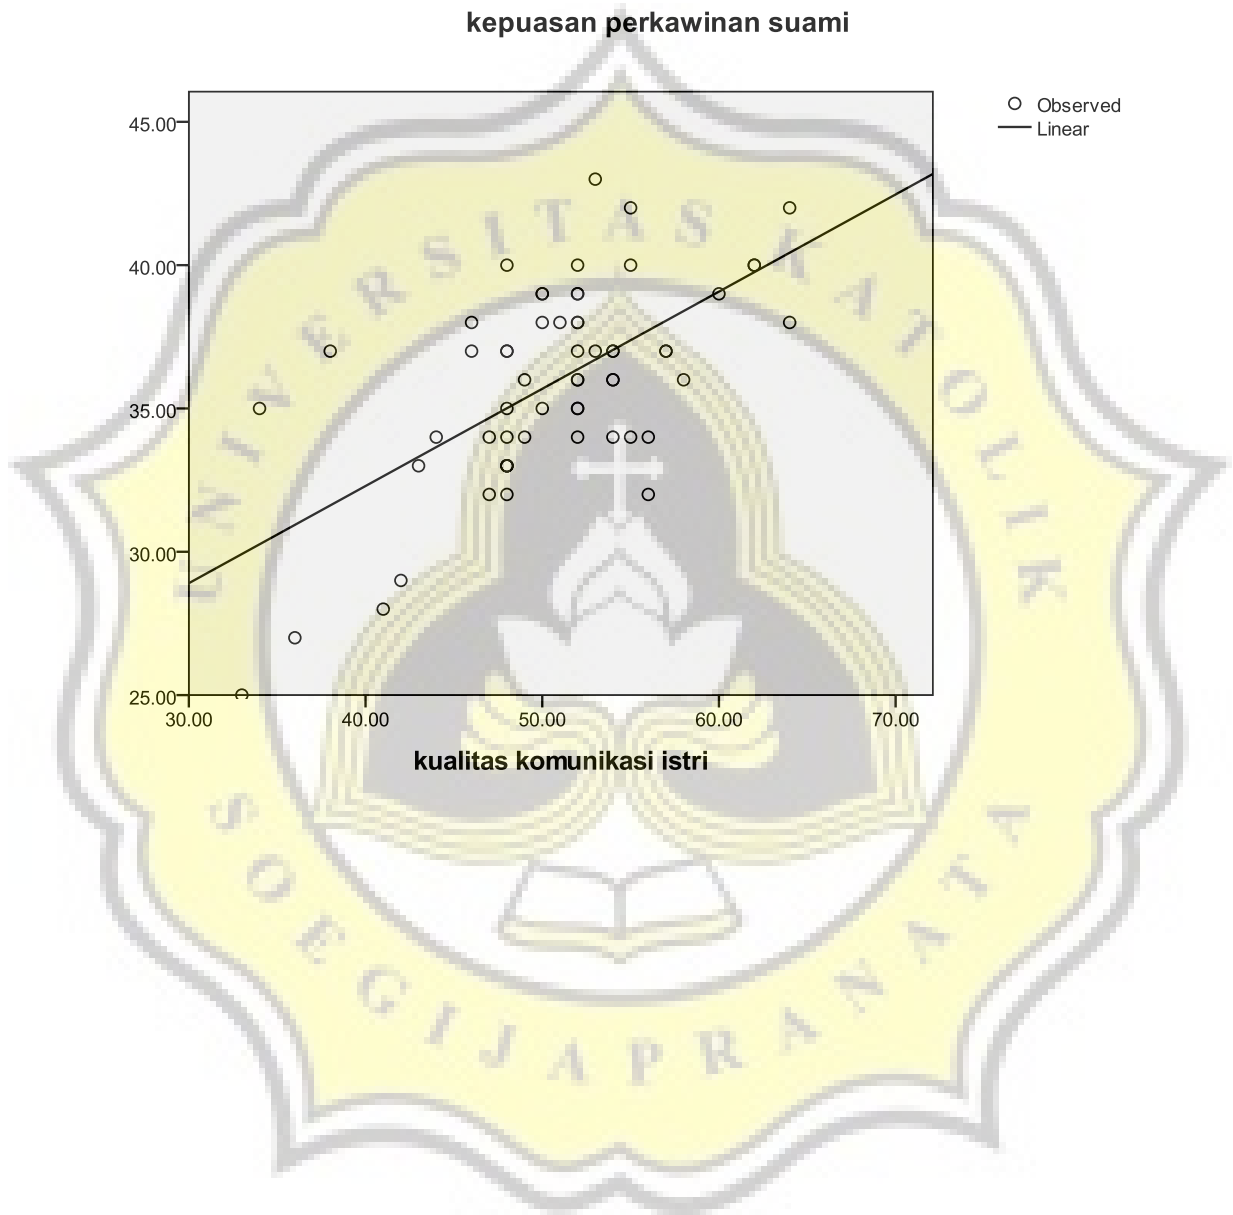 kepuasan perkawinan suami
Observed
Linear
45.00
40.00
35.00
30.00
25.00
30.00 40.00 50.00 60.00 70.00
kualitas komunikasi istri
UNIVERSITAS KATOLIK
SOEGIJAPRANATA